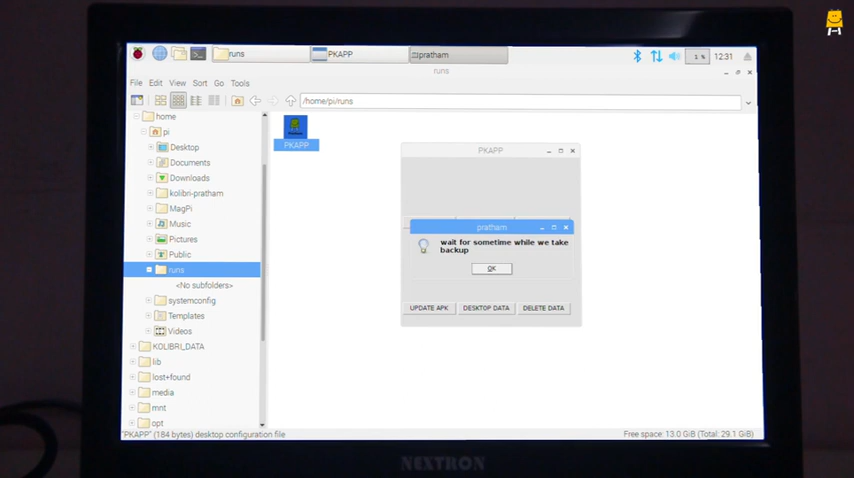 runs
PKAPP
pratham
1 %
12:31
runs
File Edit View Sort Go Tools
/home/pi/runs
home
pi
Desktop
Documents
Downloads
kolibri-pratham
MagPi
Music
Pictures
Public
runs
<No subfolders>
systemconfig
Templates
Videos
KOLIBRI_DATA
lib
lost+found
media
mnt
opt
PKAPP
PKAPP
pratham
wait for sometime while we take
backup
OK
UPDATE APK DESKTOP DATA DELETE DATA
"PKAPP" (184 bytes) desktop configuration file
Free space: 13.0 GiB (Total: 29.1 GiB)
NEXTRON